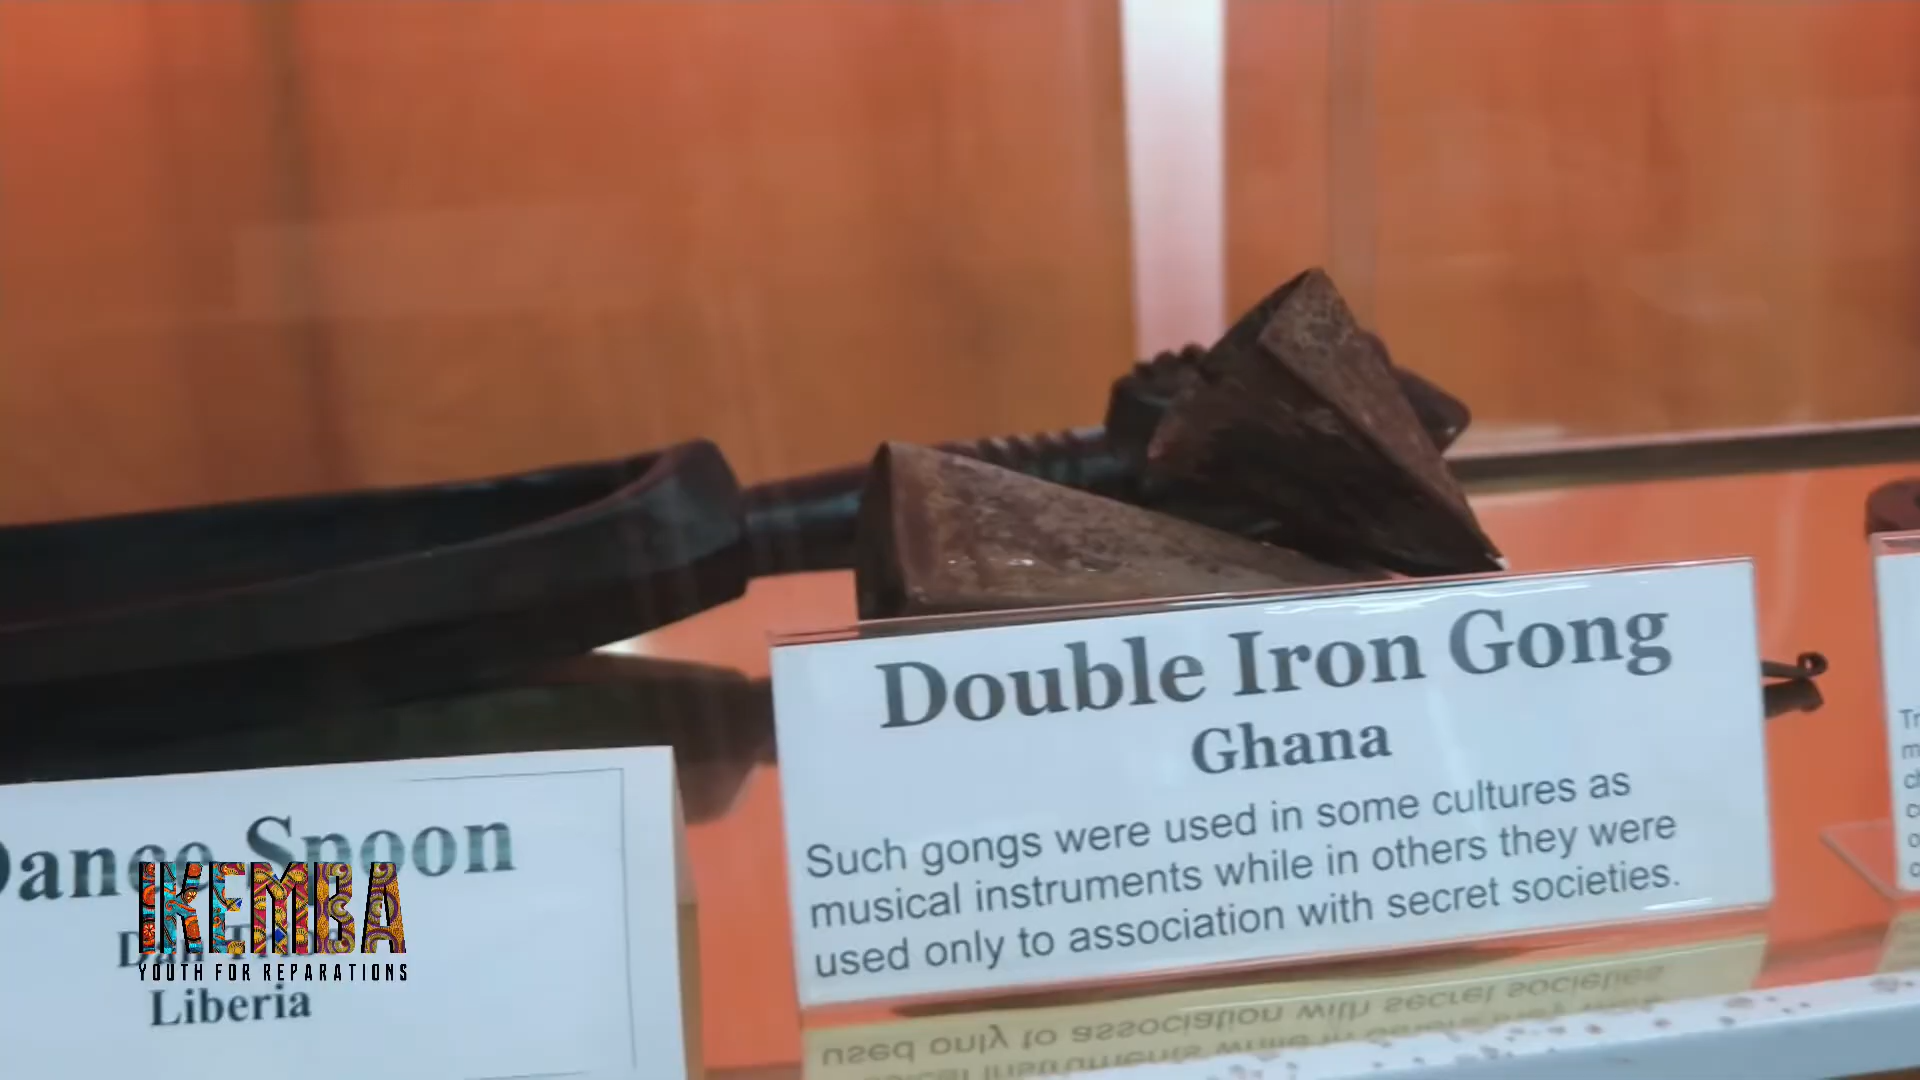 Double Iron Gong
Ghana
Such gongs were used in some cultures as
musical instruments while in others they were
used only to association with secret societies.
Dance Spoon
Dan
Liberia
IKEMBA
YOUTH FOR REPARATIONS